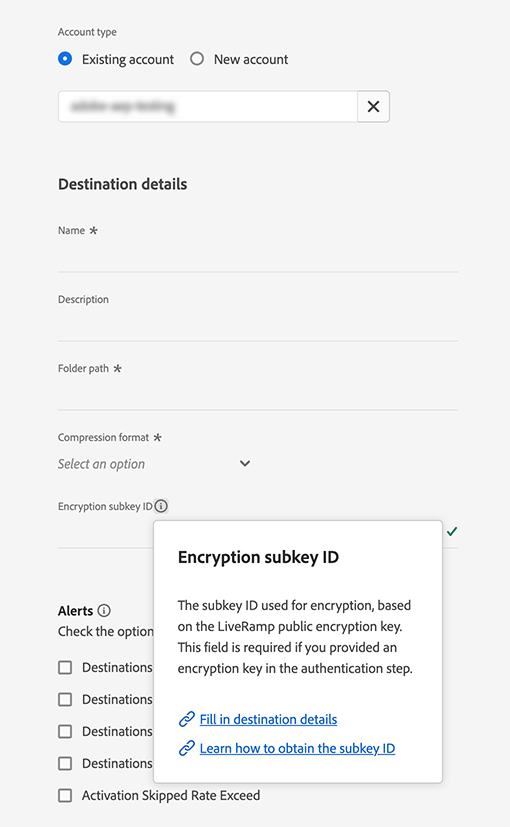 Account type
Existing account New account
Destination details
Name *
Description
Folder path *
Compression format *
Select an option
Encryption subkey ID
Encryption subkey ID
The subkey ID used for encryption, based
on the LiveRamp public encryption key.
This field is required if you provided an
encryption key in the authentication step.
Fill in destination details
Learn how to obtain the subkey ID
Alerts
Check the option
Destinations
Destinations
Destinations
Destinations
Activation Skipped Rate Exceed